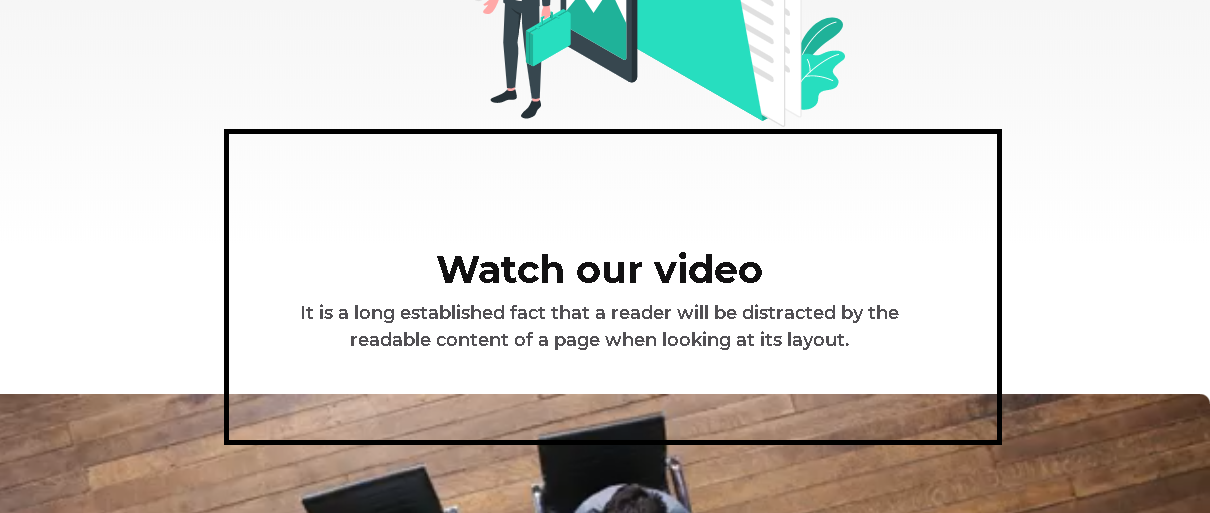 Watch our video
It is a long established fact that a reader will be distracted by the
readable content of a page when looking at its layout.